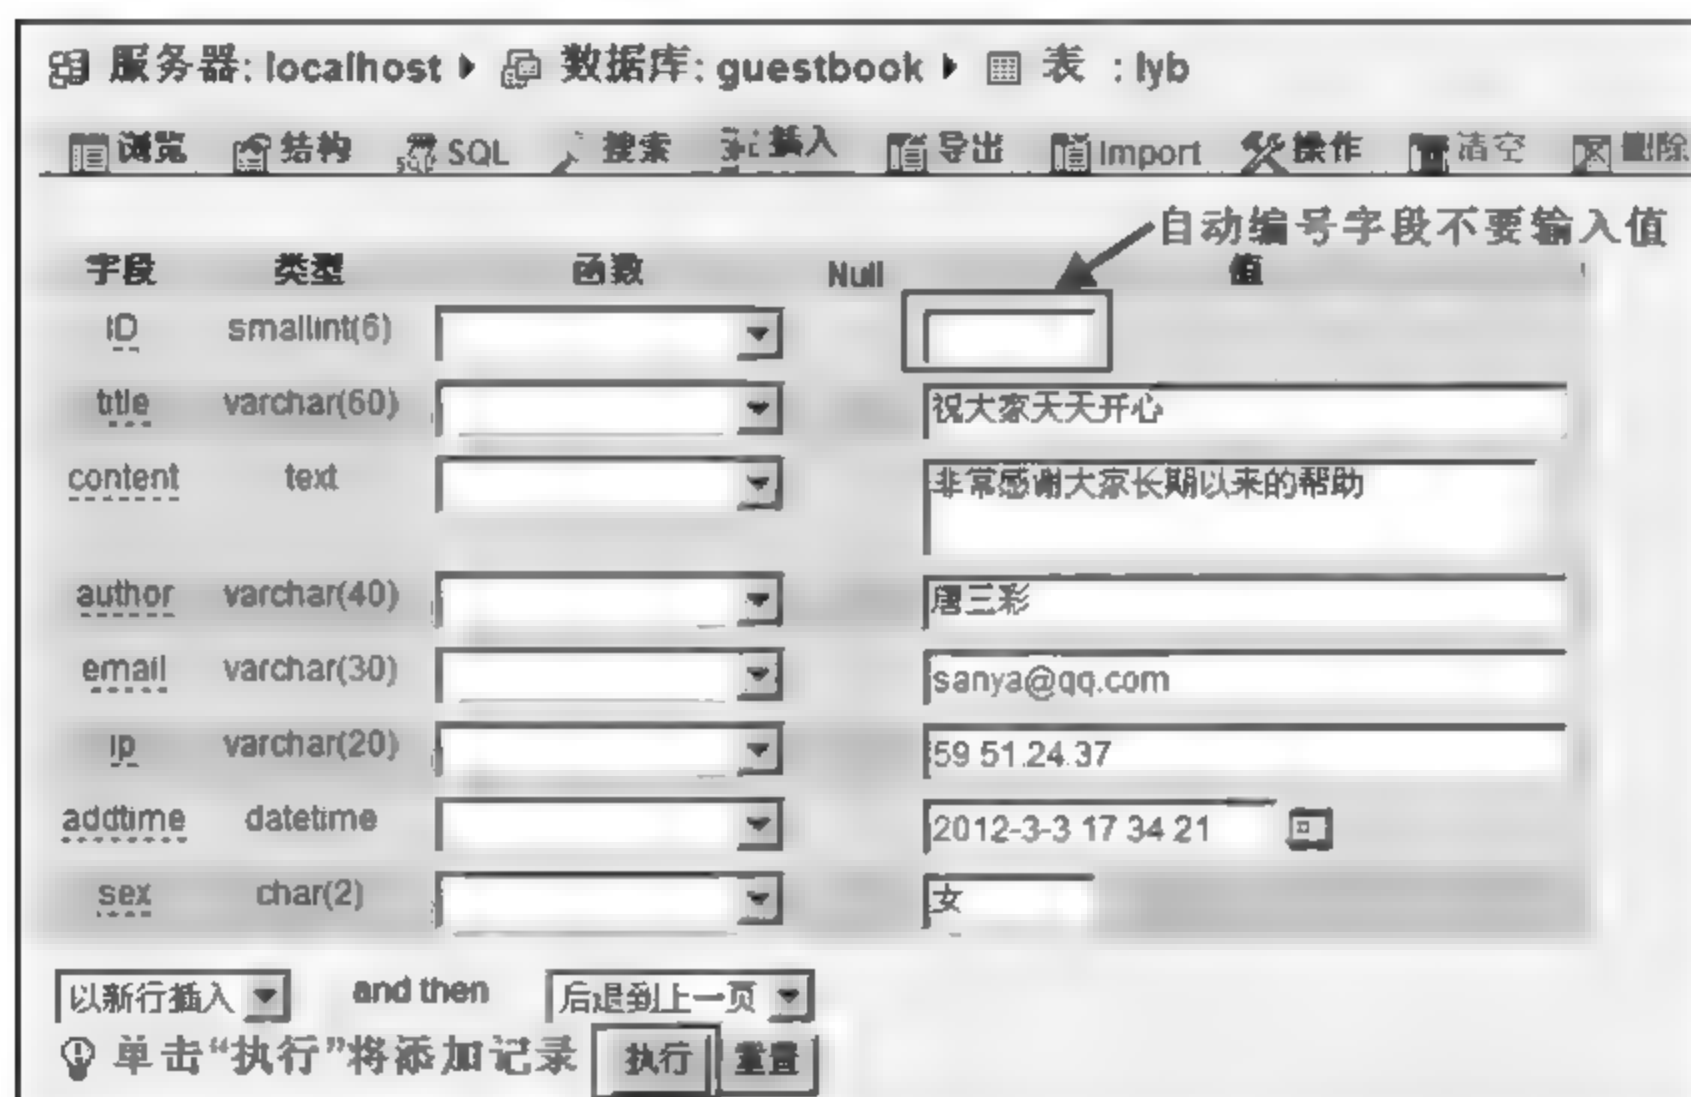 服务器: localhost ▸ 数据库: guestbook ▸ 表 : lyb
浏览 结构 SQL 搜索 插入 导出 Import 操作 清空 删除
自动编号字段不要输入值
字段 类型 函数 Null 值
ID smallint(6)
title varchar(60) 祝大家天天开心
content text 非常感谢大家长期以来的帮助
author varchar(40) 唐三彩
email varchar(30) sanya@qq.com
ip varchar(20) 59.51.24.37
addtime datetime 2012-3-3 17:34:21
sex char(2) 女
以新行插入 and then 后退到上一页
单击“执行”将添加记录 执行 重置